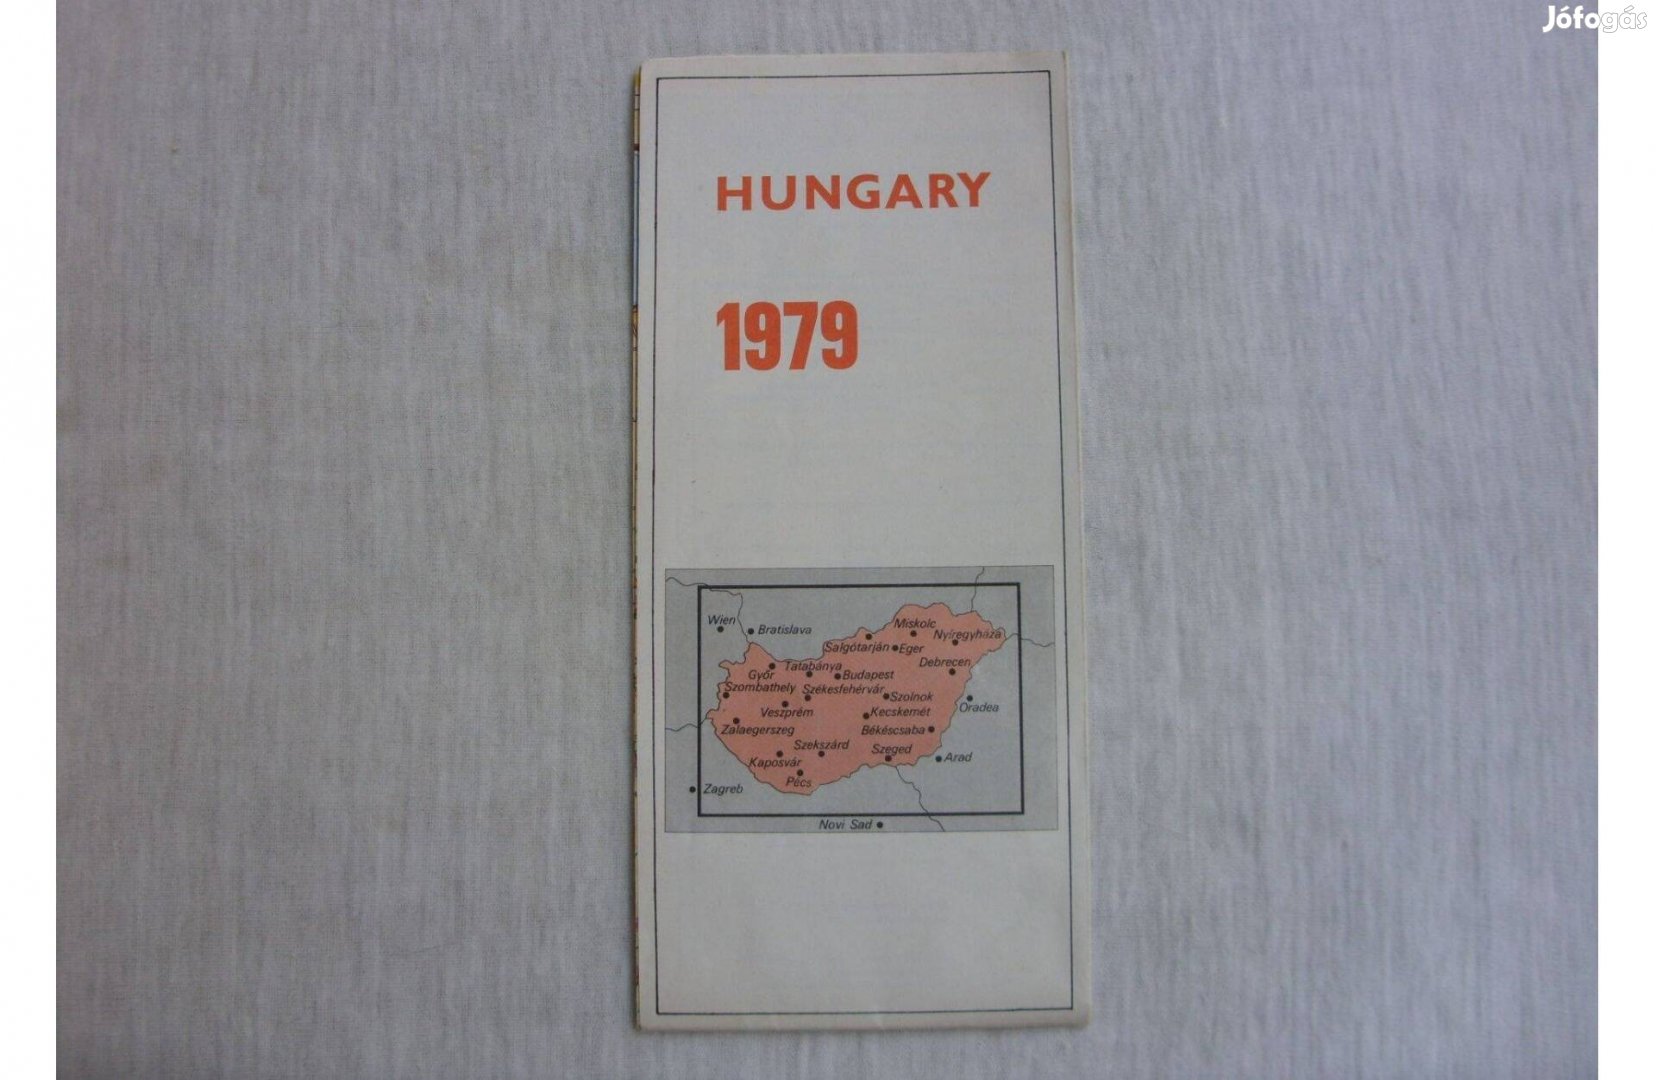 Jófogás
HUNGARY
1979
Wien
Bratislava
Miskolc
Nyíregyháza
Salgótarján
Eger
Debrecen
Tatabánya
Győr
Budapest
Szombathely
Székesfehérvár
Szolnok
Oradea
Veszprém
Kecskemét
Zalaegerszeg
Békéscsaba
Szekszárd
Szeged
Kaposvár
Arad
Pécs
Zagreb
Novi Sad